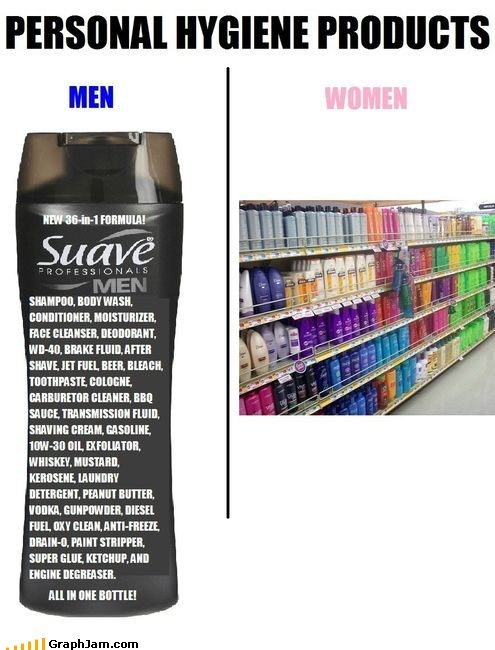 PERSONAL HYGIENE PRODUCTS
MEN
WOMEN
NEW 36-in-1 FORMULA!
Suave®
PROFESSIONALS
MEN
SHAMPOO, BODY WASH,
CONDITIONER, MOISTURIZER,
FACE CLEANSER, DEODORANT,
WD-40, BRAKE FLUID, AFTER
SHAVE, JET FUEL, BEER, BLEACH,
TOOTHPASTE, COLOGNE,
CARBURETOR CLEANER, BBQ
SAUCE, TRANSMISSION FLUID,
SHAVING CREAM, GASOLINE,
10W-30 OIL, EXFOLIATOR,
WHISKEY, MUSTARD,
KEROSENE, LAUNDRY
DETERGENT, PEANUT BUTTER,
VODKA, GUNPOWDER, DIESEL
FUEL, OXY CLEAN, ANTI-FREEZE,
DRAIN-O, PAINT STRIPPER,
SUPER GLUE, KETCHUP, AND
ENGINE DEGREASER.
ALL IN ONE BOTTLE!
GraphJam.com